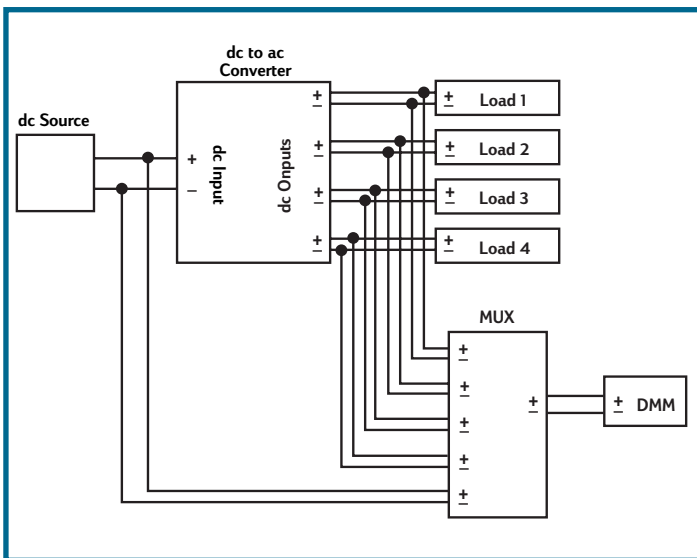 dc to ac
Converter
dc Source
dc Input
dc Onputs
+
−
±
±
±
±
± Load 1
± Load 2
± Load 3
± Load 4
MUX
±
±
±
±
±
±
± DMM